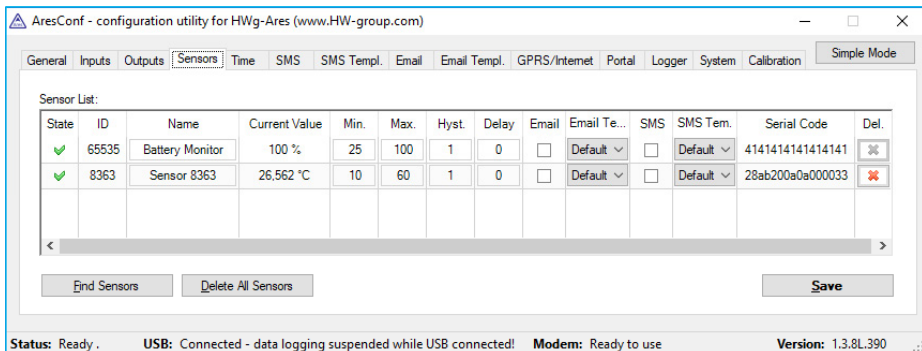 AresConf - configuration utility for HWg-Ares (www.HW-group.com)
Simple Mode
General Inputs Outputs Sensors Time SMS SMS Templ. Email Email Templ. GPRS/Internet Portal Logger System Calibration
Sensor List:
State ID Name Current Value Min. Max. Hyst. Delay Email Email Te... SMS SMS Tem. Serial Code Del.
65535 Battery Monitor 100 % 25 100 1 0 Default Default 4141414141414141
8363 Sensor 8363 26,562 °C 10 60 1 0 Default Default 28ab200a0a000033
Find Sensors Delete All Sensors Save
Status: Ready . USB: Connected - data logging suspended while USB connected! Modem: Ready to use Version: 1.3.8L.390